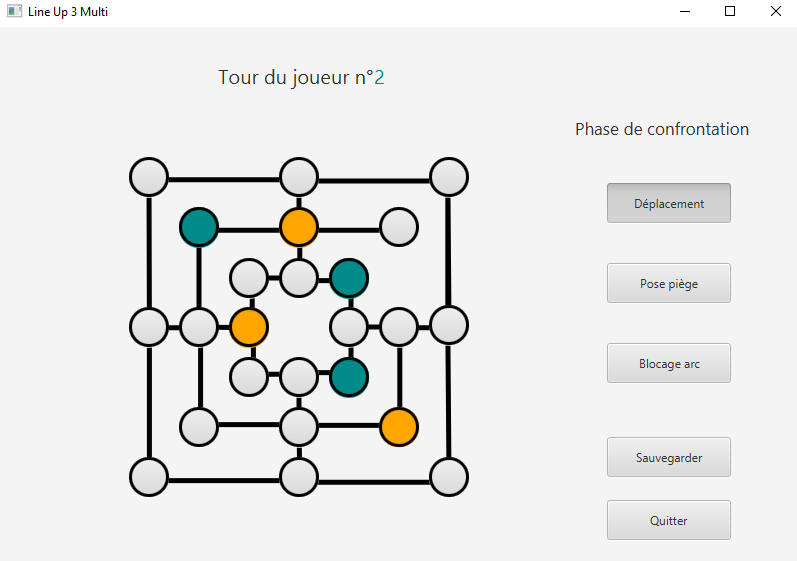 Line Up 3 Multi
Tour du joueur n°2
Phase de confrontation
Déplacement
Pose piège
Blocage arc
Sauvegarder
Quitter